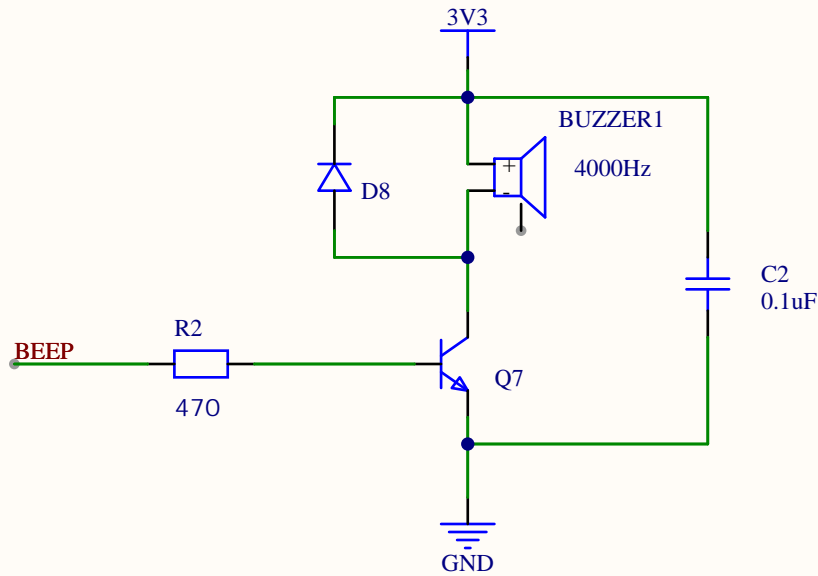 3V3
BUZZER1
+
4000Hz
-
D8
C2
0.1uF
R2
BEEP
Q7
470
GND